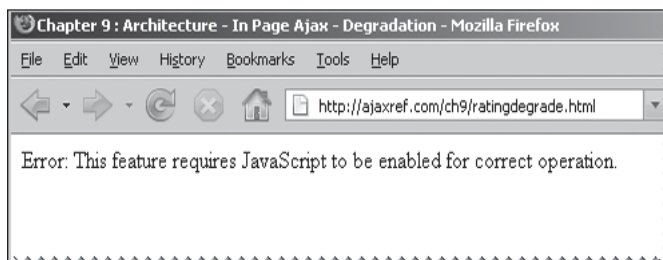 Chapter 9 : Architecture - In Page Ajax - Degradation - Mozilla Firefox
File Edit View History Bookmarks Tools Help
http://ajaxref.com/ch9/ratingdegrade.html
Error: This feature requires JavaScript to be enabled for correct operation.